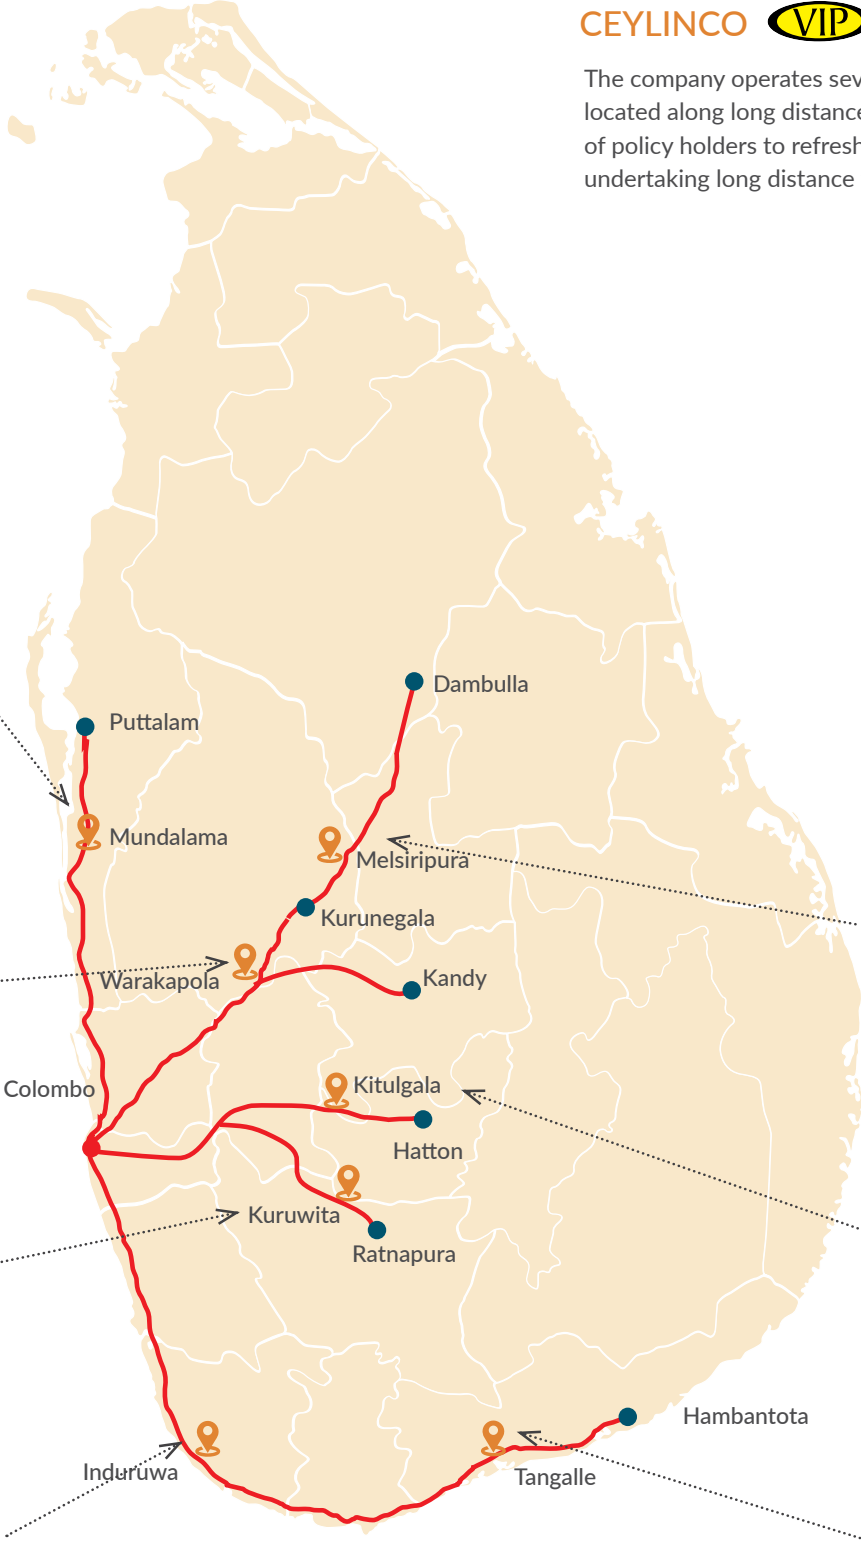 CEYLINCO VIP
The company operates sev
located along long distance
of policy holders to refresh
undertaking long distance
Dambulla
Puttalam
Mundalama
Melsiripura
Kurunegala
Warakapola
Kandy
Colombo
Kitulgala
Hatton
Kuruwita
Ratnapura
Hambantota
Induruwa
Tangalle